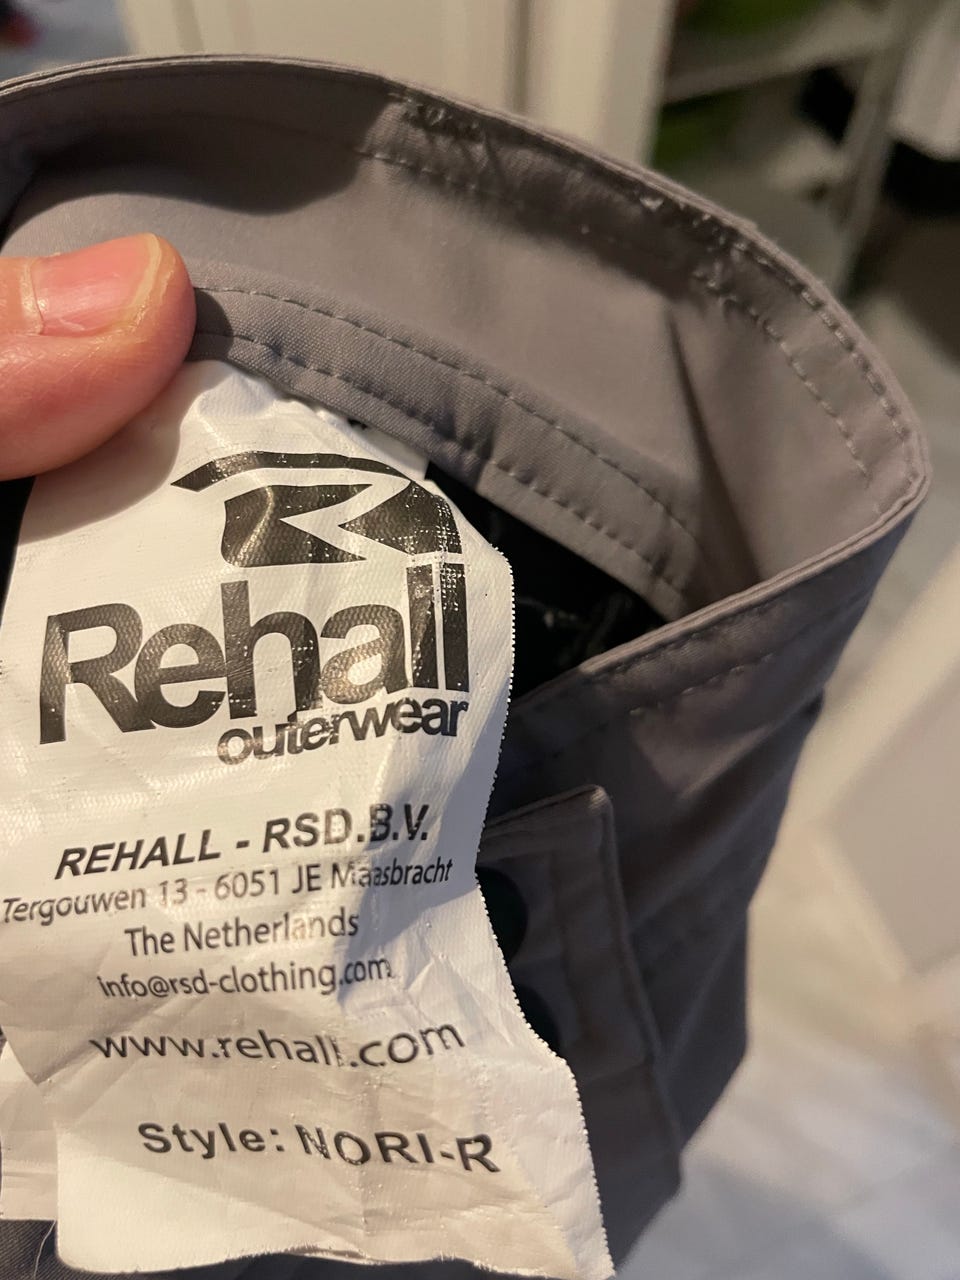 Rehall
outerwear
REHALL - RSD.B.V.
Tergouwen 13 - 6051 JE Maasbracht
The Netherlands
info@rsd-clothing.com
www.rehall.com
Style: NORI-R